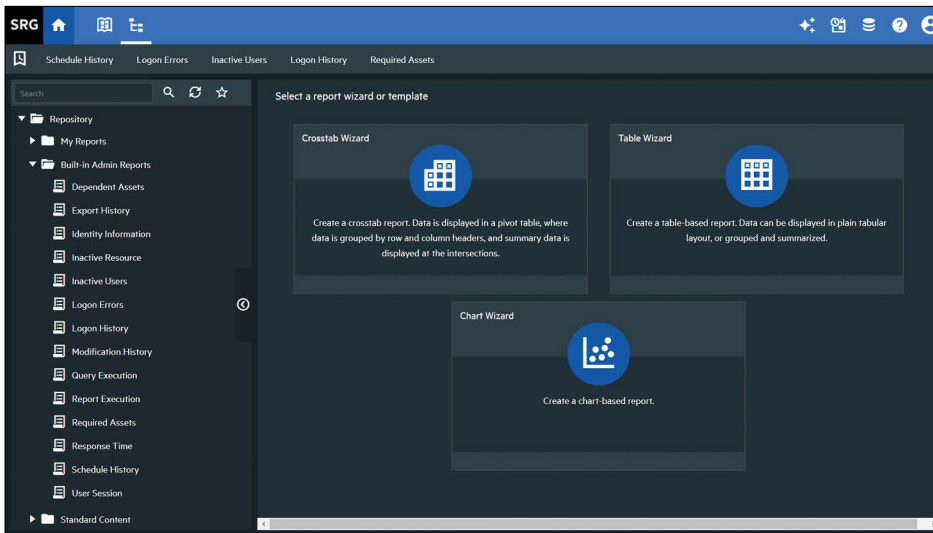 SRG
Schedule History Logon Errors Inactive Users Logon History Required Assets
Search
Repository
My Reports
Built-in Admin Reports
Dependent Assets
Export History
Identity Information
Inactive Resource
Inactive Users
Logon Errors
Logon History
Modification History
Query Execution
Report Execution
Required Assets
Response Time
Schedule History
User Session
Standard Content
Select a report wizard or template
Crosstab Wizard
Create a crosstab report. Data is displayed in a pivot table, where
data is grouped by row and column headers, and summary data is
displayed at the intersections.
Table Wizard
Create a table-based report. Data can be displayed in plain tabular
layout, or grouped and summarized.
Chart Wizard
Create a chart-based report.